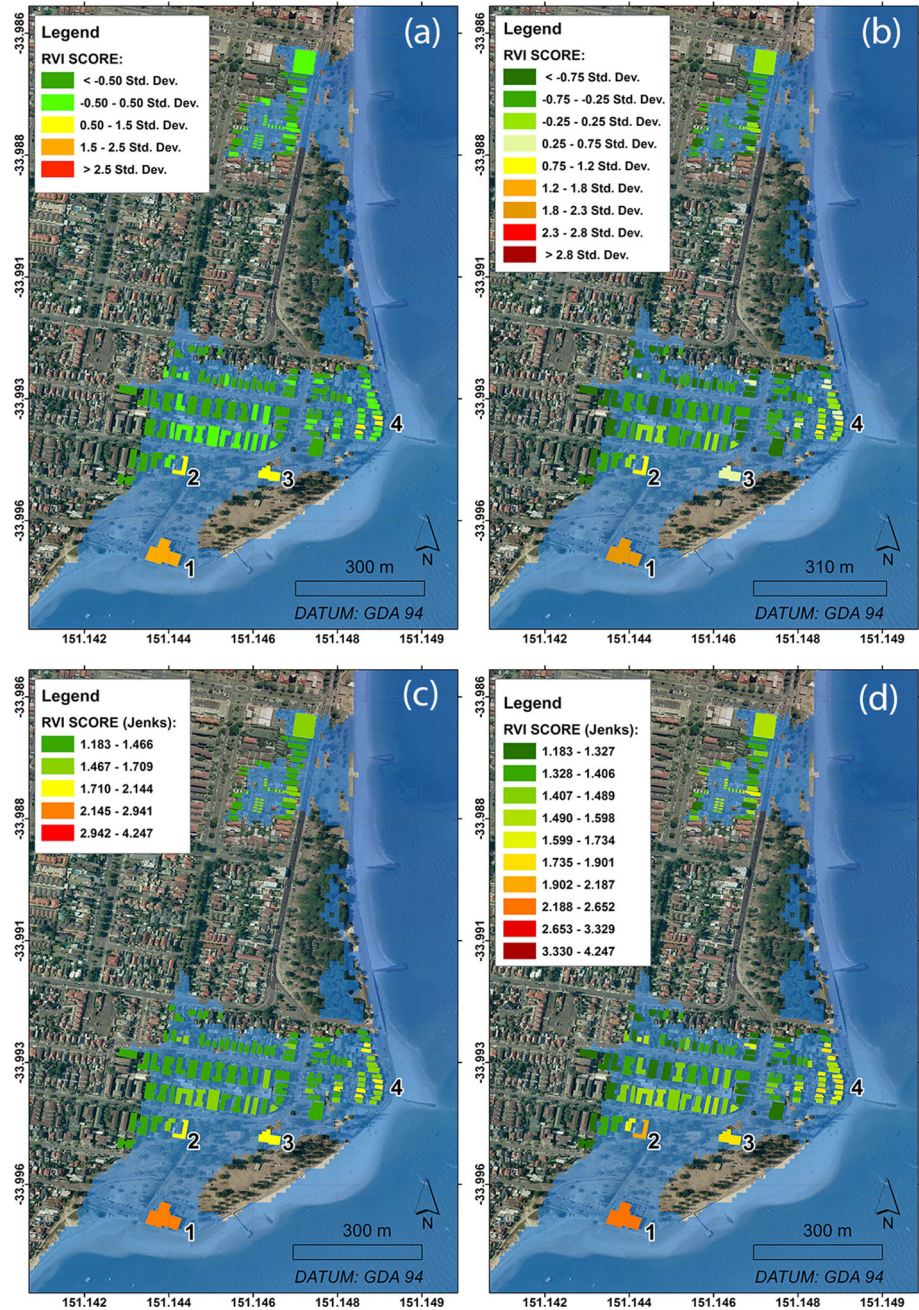 (a)
Legend
RVI SCORE:
< -0.50 Std. Dev.
-0.50 - 0.50 Std. Dev.
0.50 - 1.5 Std. Dev.
1.5 - 2.5 Std. Dev.
> 2.5 Std. Dev.
-33.986
-33.988
-33.991
-33.993
-33.996
4
2
3
1
N
300 m
DATUM: GDA 94
151.142
151.144
151.146
151.148
151.149
(b)
Legend
RVI SCORE:
< -0.75 Std. Dev.
-0.75 - -0.25 Std. Dev.
-0.25 - 0.25 Std. Dev.
0.25 - 0.75 Std. Dev.
0.75 - 1.2 Std. Dev.
1.2 - 1.8 Std. Dev.
1.8 - 2.3 Std. Dev.
2.3 - 2.8 Std. Dev.
> 2.8 Std. Dev.
-33.986
-33.988
-33.991
-33.993
-33.996
4
2
3
1
N
310 m
DATUM: GDA 94
151.142
151.144
151.146
151.148
151.149
(c)
Legend
RVI SCORE (Jenks):
1.183 - 1.466
1.467 - 1.709
1.710 - 2.144
2.145 - 2.941
2.942 - 4.247
-33.986
-33.988
-33.991
-33.993
-33.996
4
2
3
1
N
300 m
DATUM: GDA 94
151.142
151.144
151.146
151.148
151.149
(d)
Legend
RVI SCORE (Jenks):
1.183 - 1.327
1.328 - 1.406
1.407 - 1.489
1.490 - 1.598
1.599 - 1.734
1.735 - 1.901
1.902 - 2.187
2.188 - 2.652
2.653 - 3.329
3.330 - 4.247
-33.986
-33.988
-33.991
-33.993
-33.996
4
2
3
1
N
300 m
DATUM: GDA 94
151.142
151.144
151.146
151.148
151.149